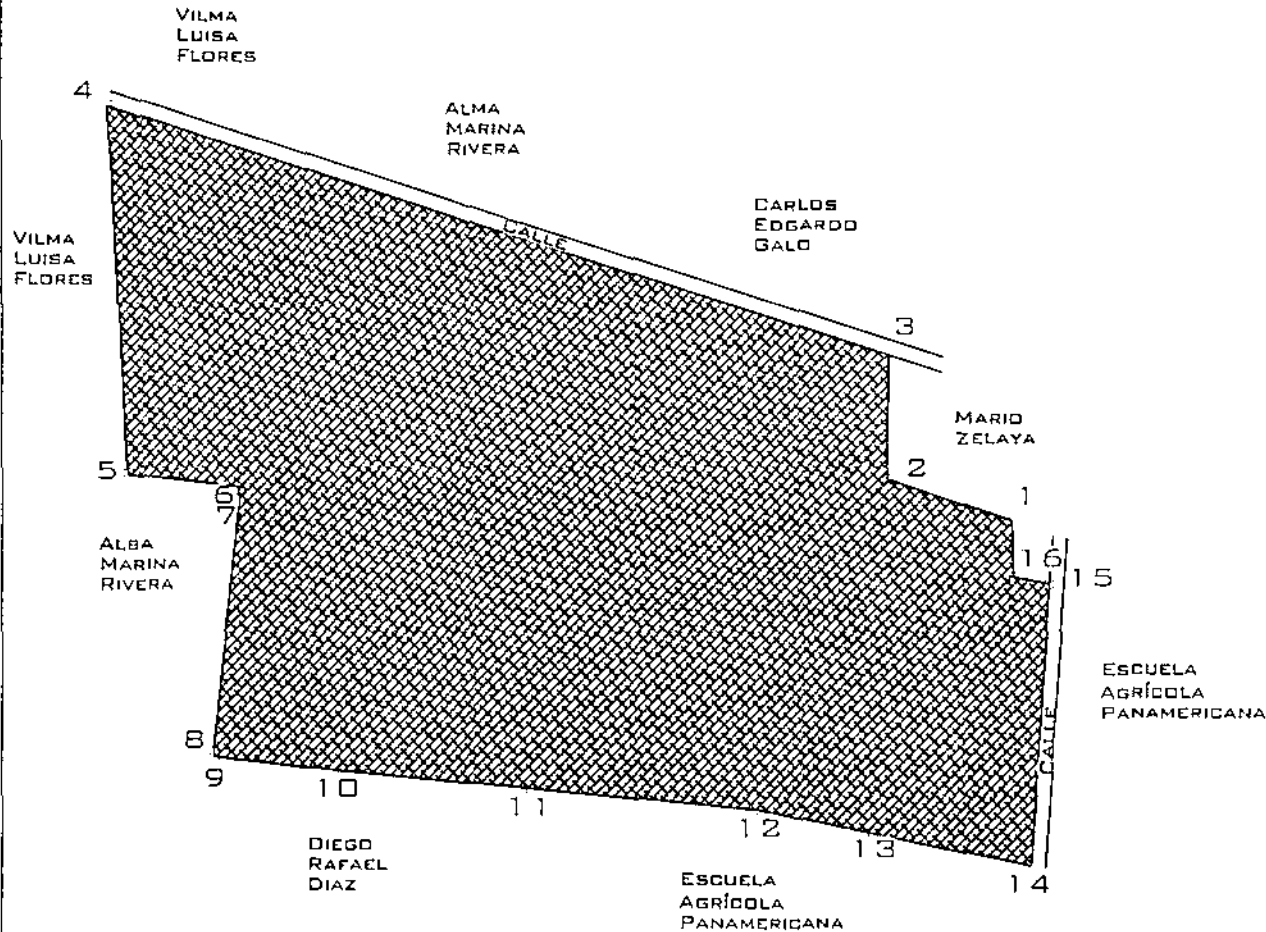 VILMA
LUISA
FLORES
4
ALMA
MARINA
RIVERA
CARLOS
EDGARDO
GALO
CALLE
VILMA
LUISA
FLORES
3
MARIO
ZELAYA
5
6
7
2
1
ALBA
MARINA
RIVERA
16
15
ESCUELA
AGRÍCOLA
PANAMERICANA
CALLE
8
9
10
11
12
13
14
DIEGO
RAFAEL
DIAZ
ESCUELA
AGRÍCOLA
PANAMERICANA